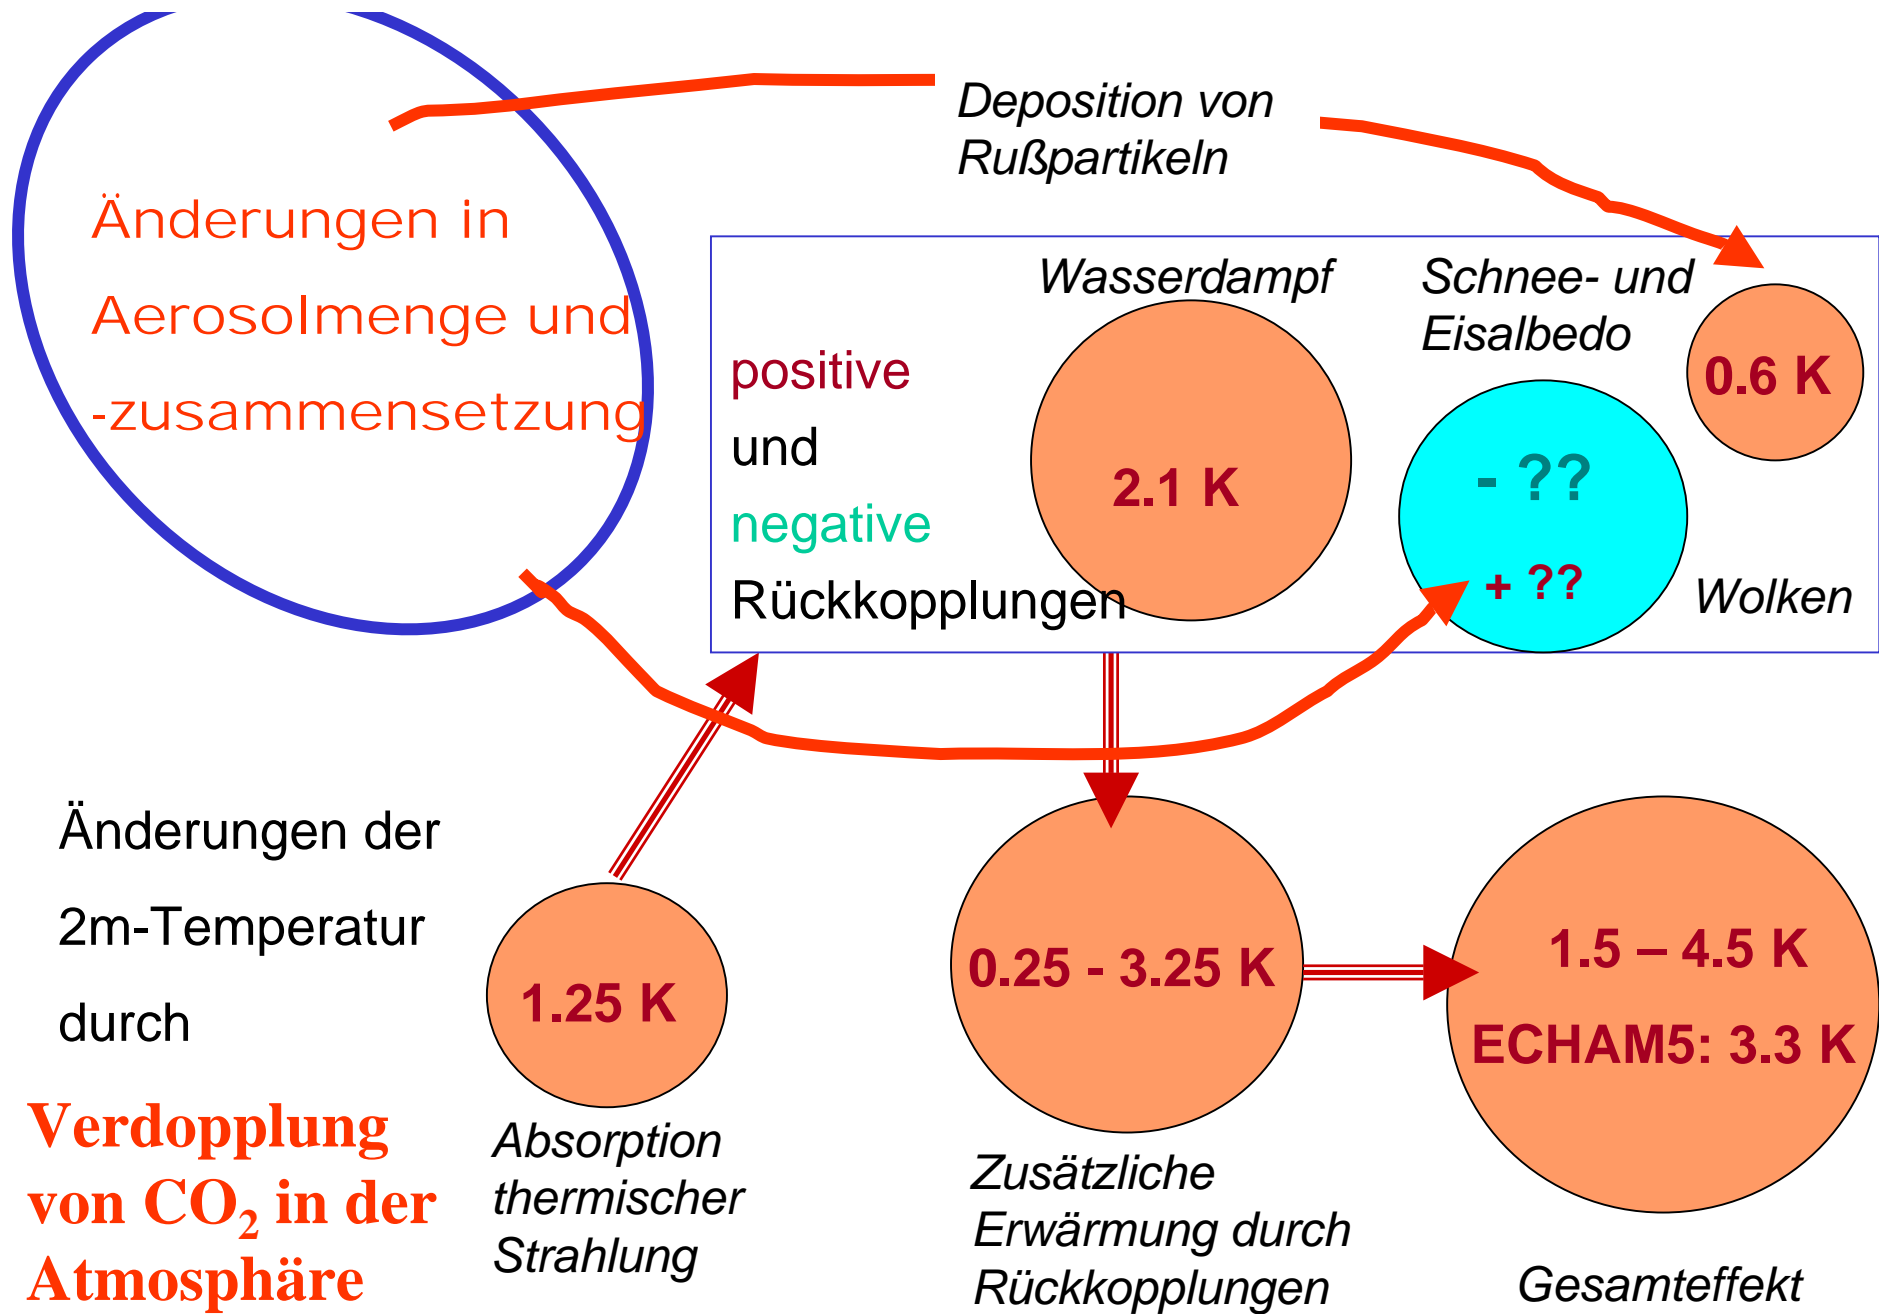 Deposition von
Rußpartikeln
Änderungen in
Aerosolmenge und
-zusammensetzung
Wasserdampf
Schnee- und
Eisalbedo
positive
und
negative
Rückkopplungen
2.1 K
0.6 K
- ??
+ ??
Wolken
Änderungen der
2m-Temperatur
durch
Verdopplung
von CO₂ in der
Atmosphäre
1.25 K
Absorption
thermischer
Strahlung
0.25 - 3.25 K
Zusätzliche
Erwärmung durch
Rückkopplungen
1.5 – 4.5 K
ECHAM5: 3.3 K
Gesamteffekt